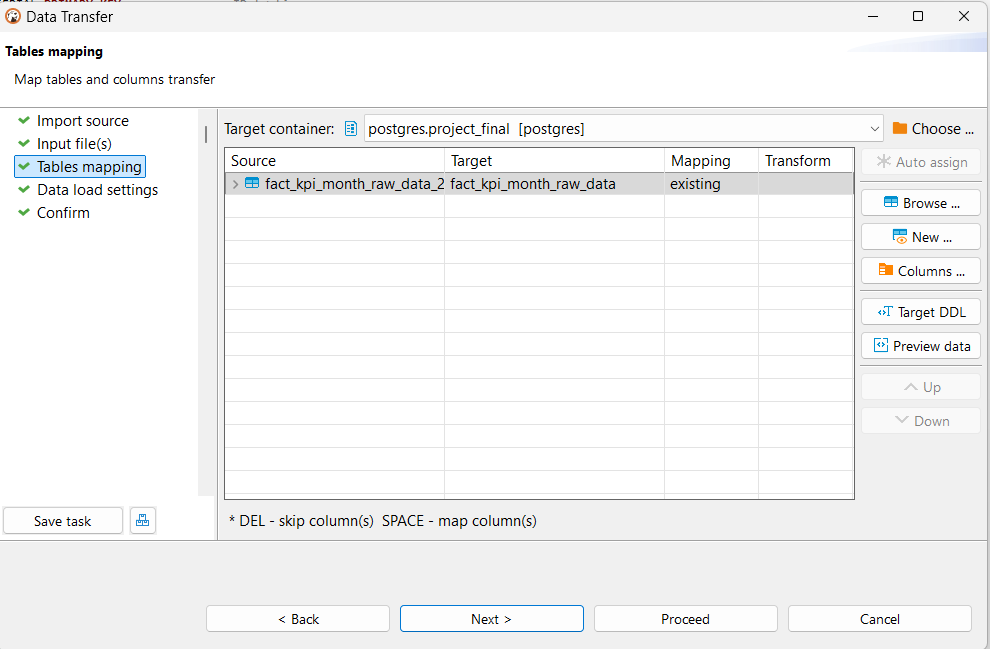 Data Transfer
Tables mapping
Map tables and columns transfer
Import source
Input file(s)
Tables mapping
Data load settings
Confirm
Target container: postgres.project_final [postgres] Choose ...
Source Target Mapping Transform
fact_kpi_month_raw_data_2 fact_kpi_month_raw_data existing
Auto assign
Browse ...
New ...
Columns ...
Target DDL
Preview data
Up
Down
* DEL - skip column(s) SPACE - map column(s)
Save task
< Back Next > Proceed Cancel